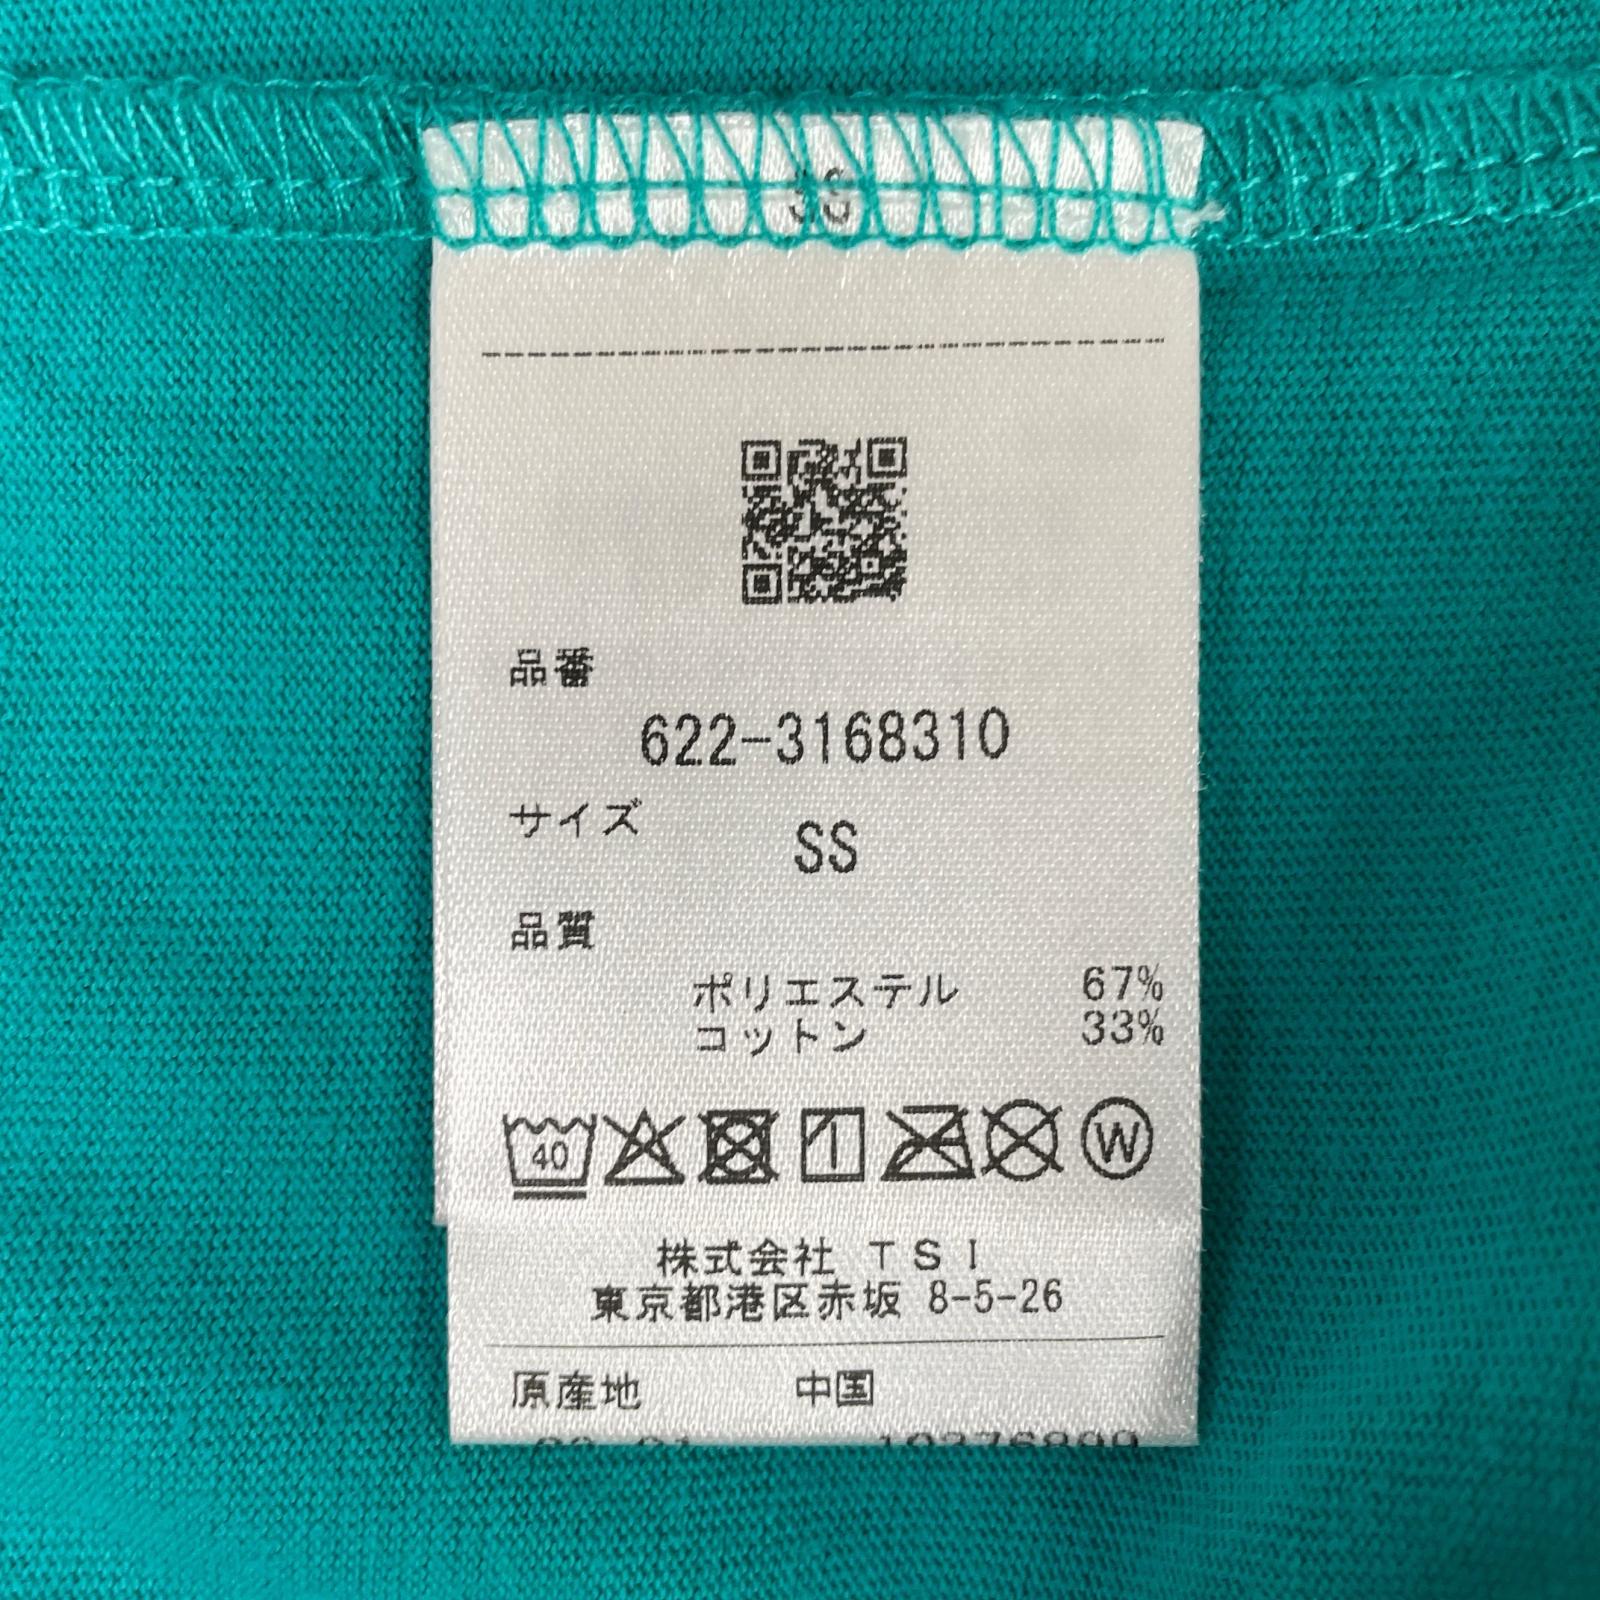 品番
622-3168310
サイズ
SS
品質
ポリエステル 67%
コットン 33%
40
W
株式会社 TSI
東京都港区赤坂 8-5-26
原産地 中国